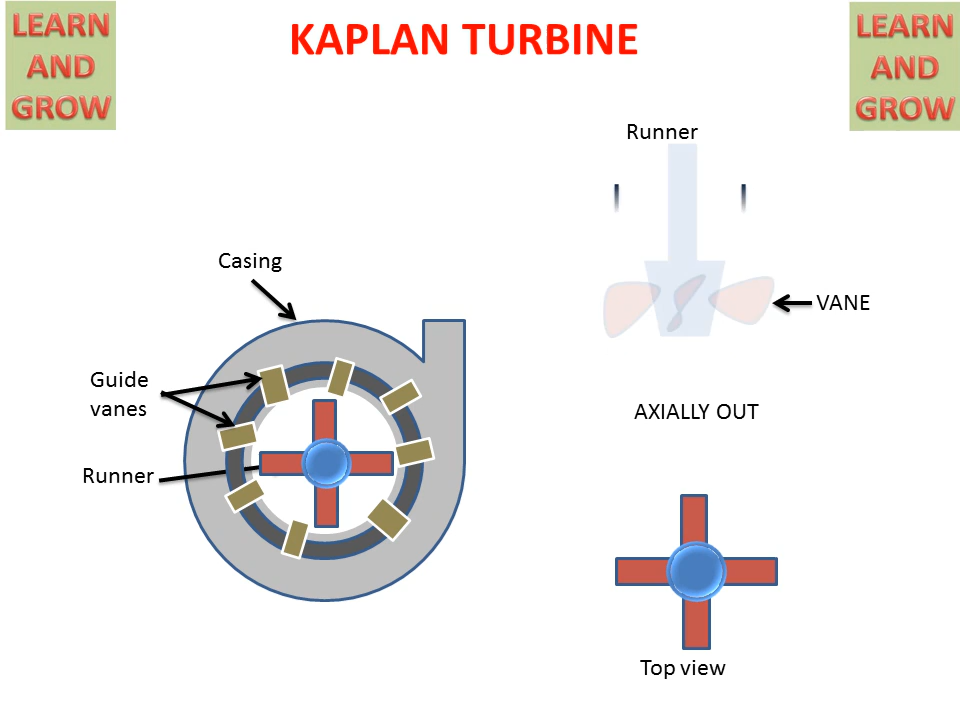 LEARN
AND
GROW
KAPLAN TURBINE
LEARN
AND
GROW
Runner
Casing
VANE
Guide
vanes
AXIALLY OUT
Runner
Top view